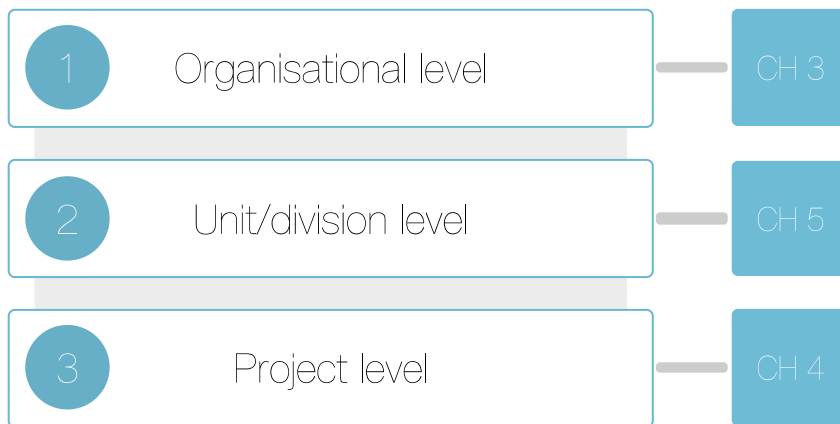 1 Organisational level CH 3
2 Unit/division level CH 5
3 Project level CH 4